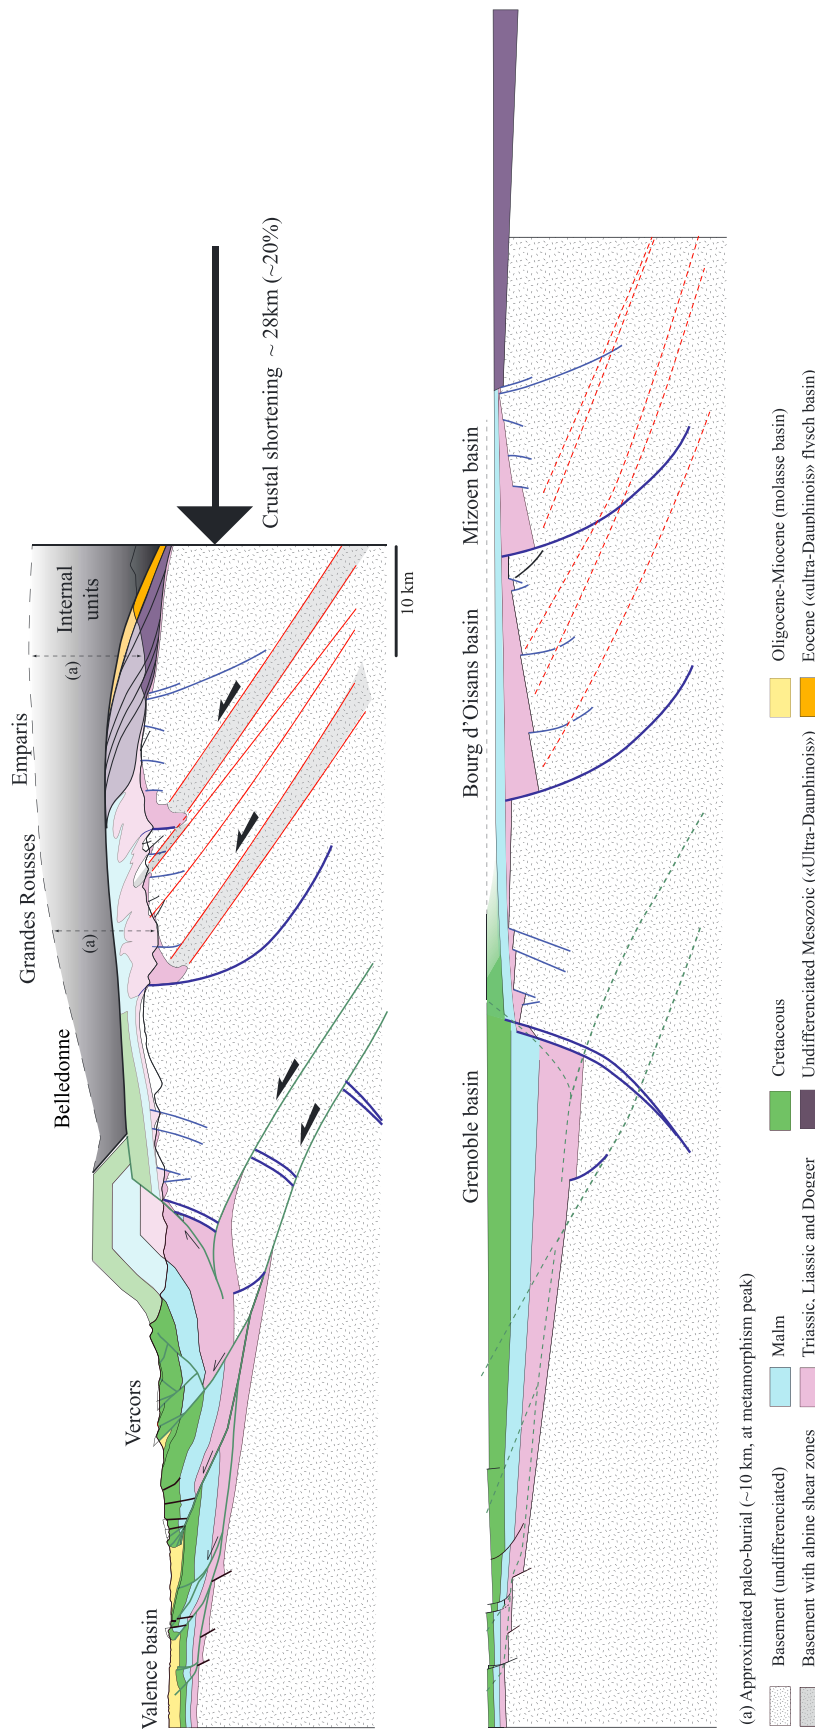 Valence basin
Vercors
Belledonne
Grandes Rousses
Emparis
Internal
units
(a)
(a)
Crustal shortening ~ 28km (~20%)
10 km
Grenoble basin
Bourg d’Oisans basin
Mizoen basin
(a) Approximated paleo-burial (~10 km, at metamorphism peak)
Basement (undifferenciated)
Malm
Cretaceous
Oligocene-Miocene (molasse basin)
Basement with alpine shear zones
Triassic, Liassic and Dogger
Undifferenciated Mesozoic («Ultra-Dauphinois»)
Eocene («ultra-Dauphinois» flysch basin)